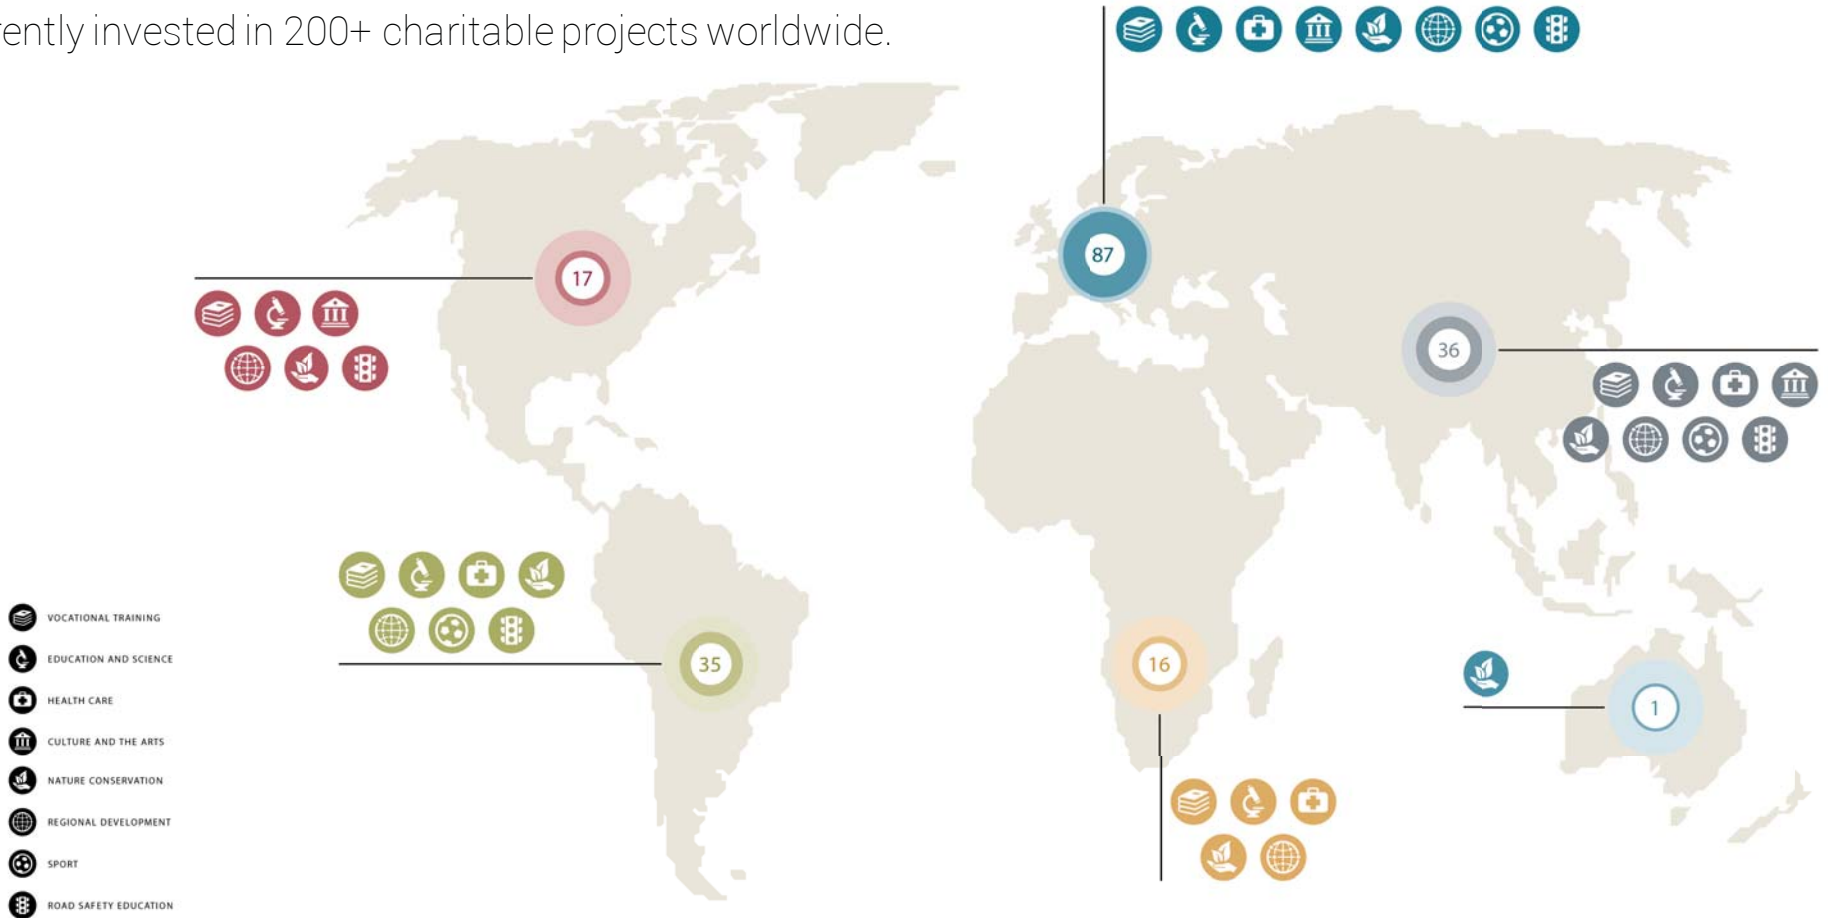 invested in 200+ charitable projects worldwide.
87
17
36
35
16
1
VOCATIONAL TRAINING
EDUCATION AND SCIENCE
HEALTH CARE
CULTURE AND THE ARTS
NATURE CONSERVATION
REGIONAL DEVELOPMENT
SPORT
ROAD SAFETY EDUCATION